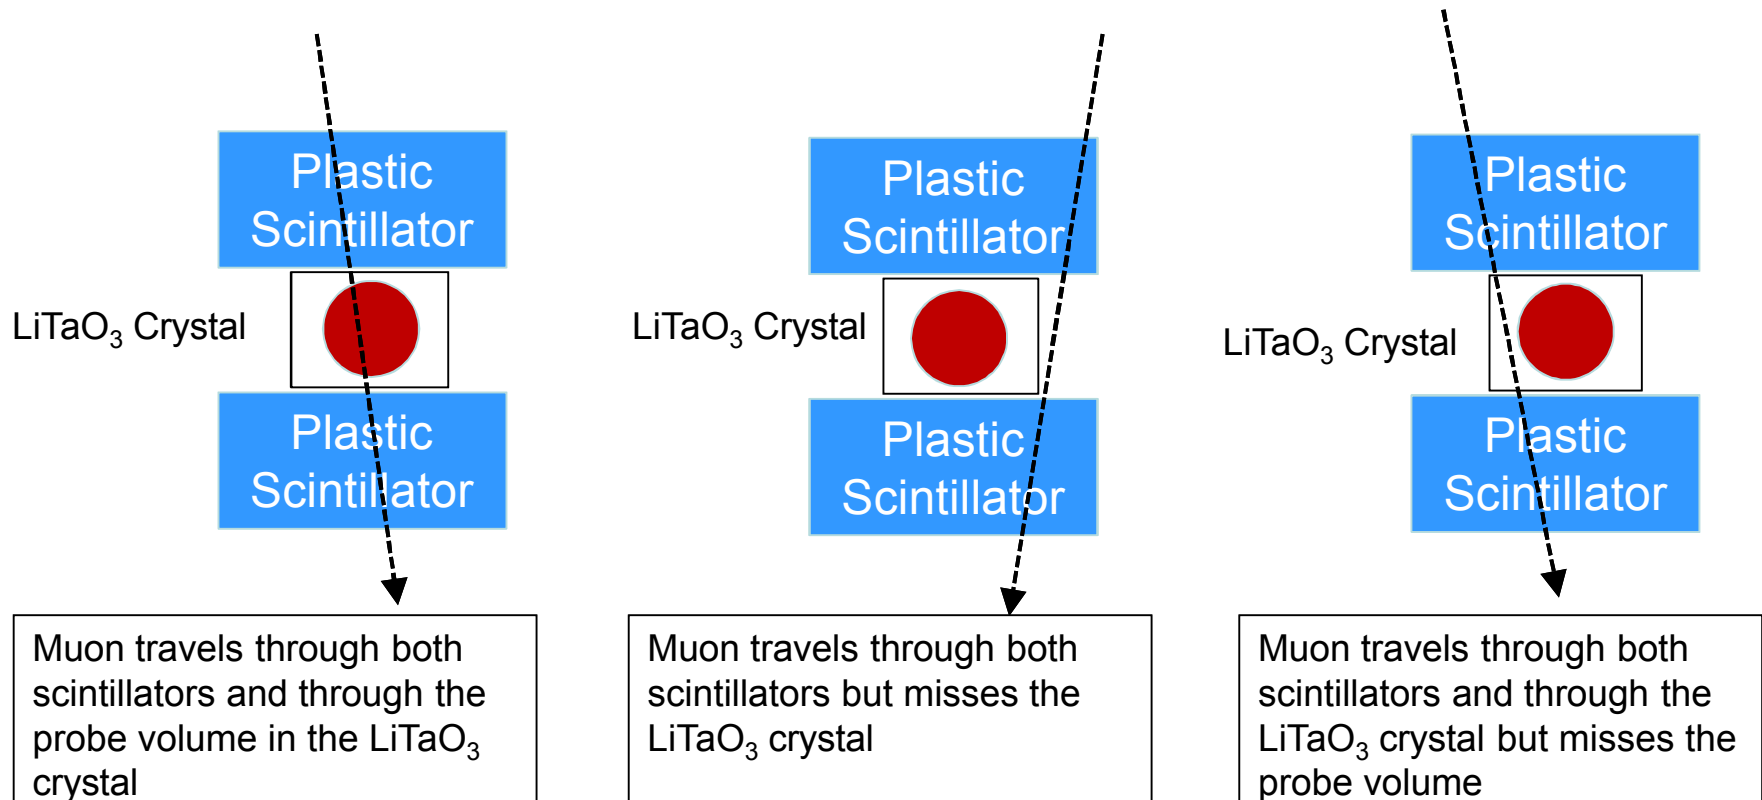 Plastic
Scintillator
LiTaO₃ Crystal
Plastic
Scintillator
Muon travels through both
scintillators and through the
probe volume in the LiTaO₃
crystal
Plastic
Scintillator
LiTaO₃ Crystal
Plastic
Scintillator
Muon travels through both
scintillators but misses the
LiTaO₃ crystal
Plastic
Scintillator
LiTaO₃ Crystal
Plastic
Scintillator
Muon travels through both
scintillators and through the
LiTaO₃ crystal but misses the
probe volume